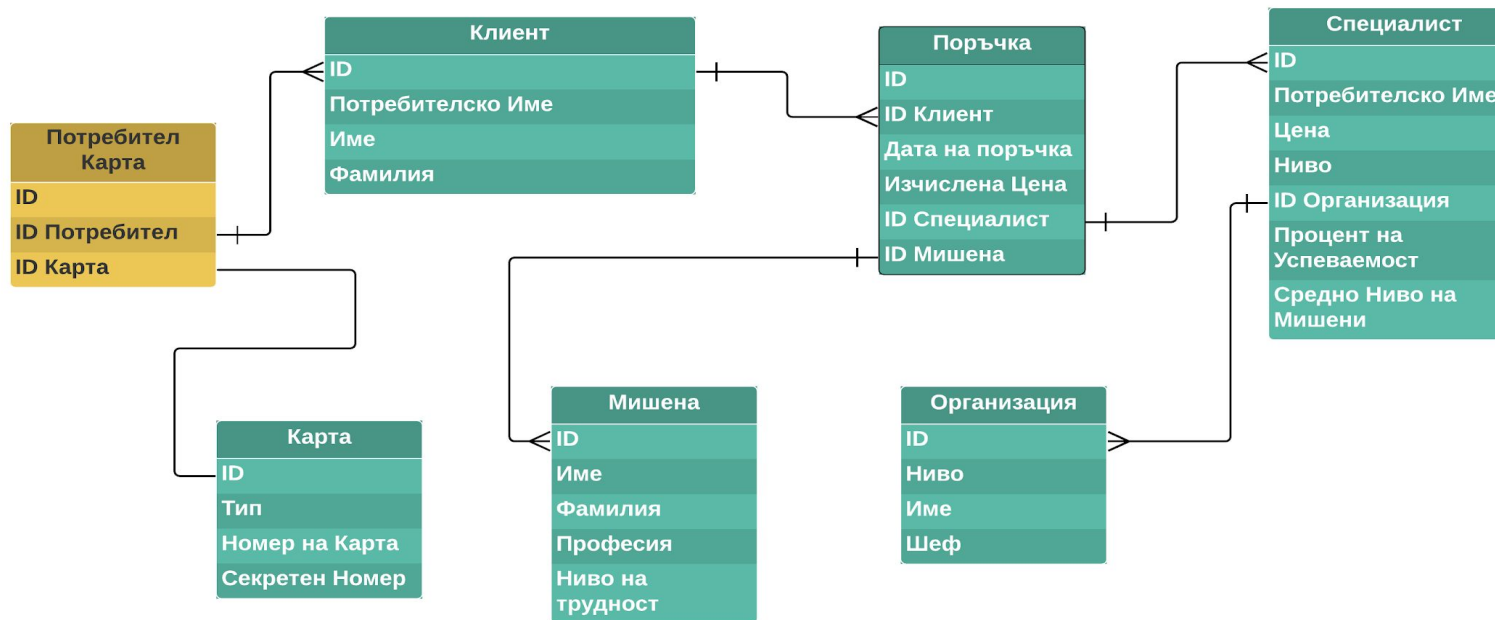 Потребител
Карта
ID
ID Потребител
ID Карта
Клиент
ID
Потребителско Име
Име
Фамилия
Поръчка
ID
ID Клиент
Дата на поръчка
Изчислена Цена
ID Специалист
ID Мишена
Специалист
ID
Потребителско Име
Цена
Ниво
ID Организация
Процент на
Успеваемост
Средно Ниво на
Мишени
Карта
ID
Тип
Номер на Карта
Секретен Номер
Мишена
ID
Име
Фамилия
Професия
Ниво на
трудност
Организация
ID
Ниво
Име
Шеф